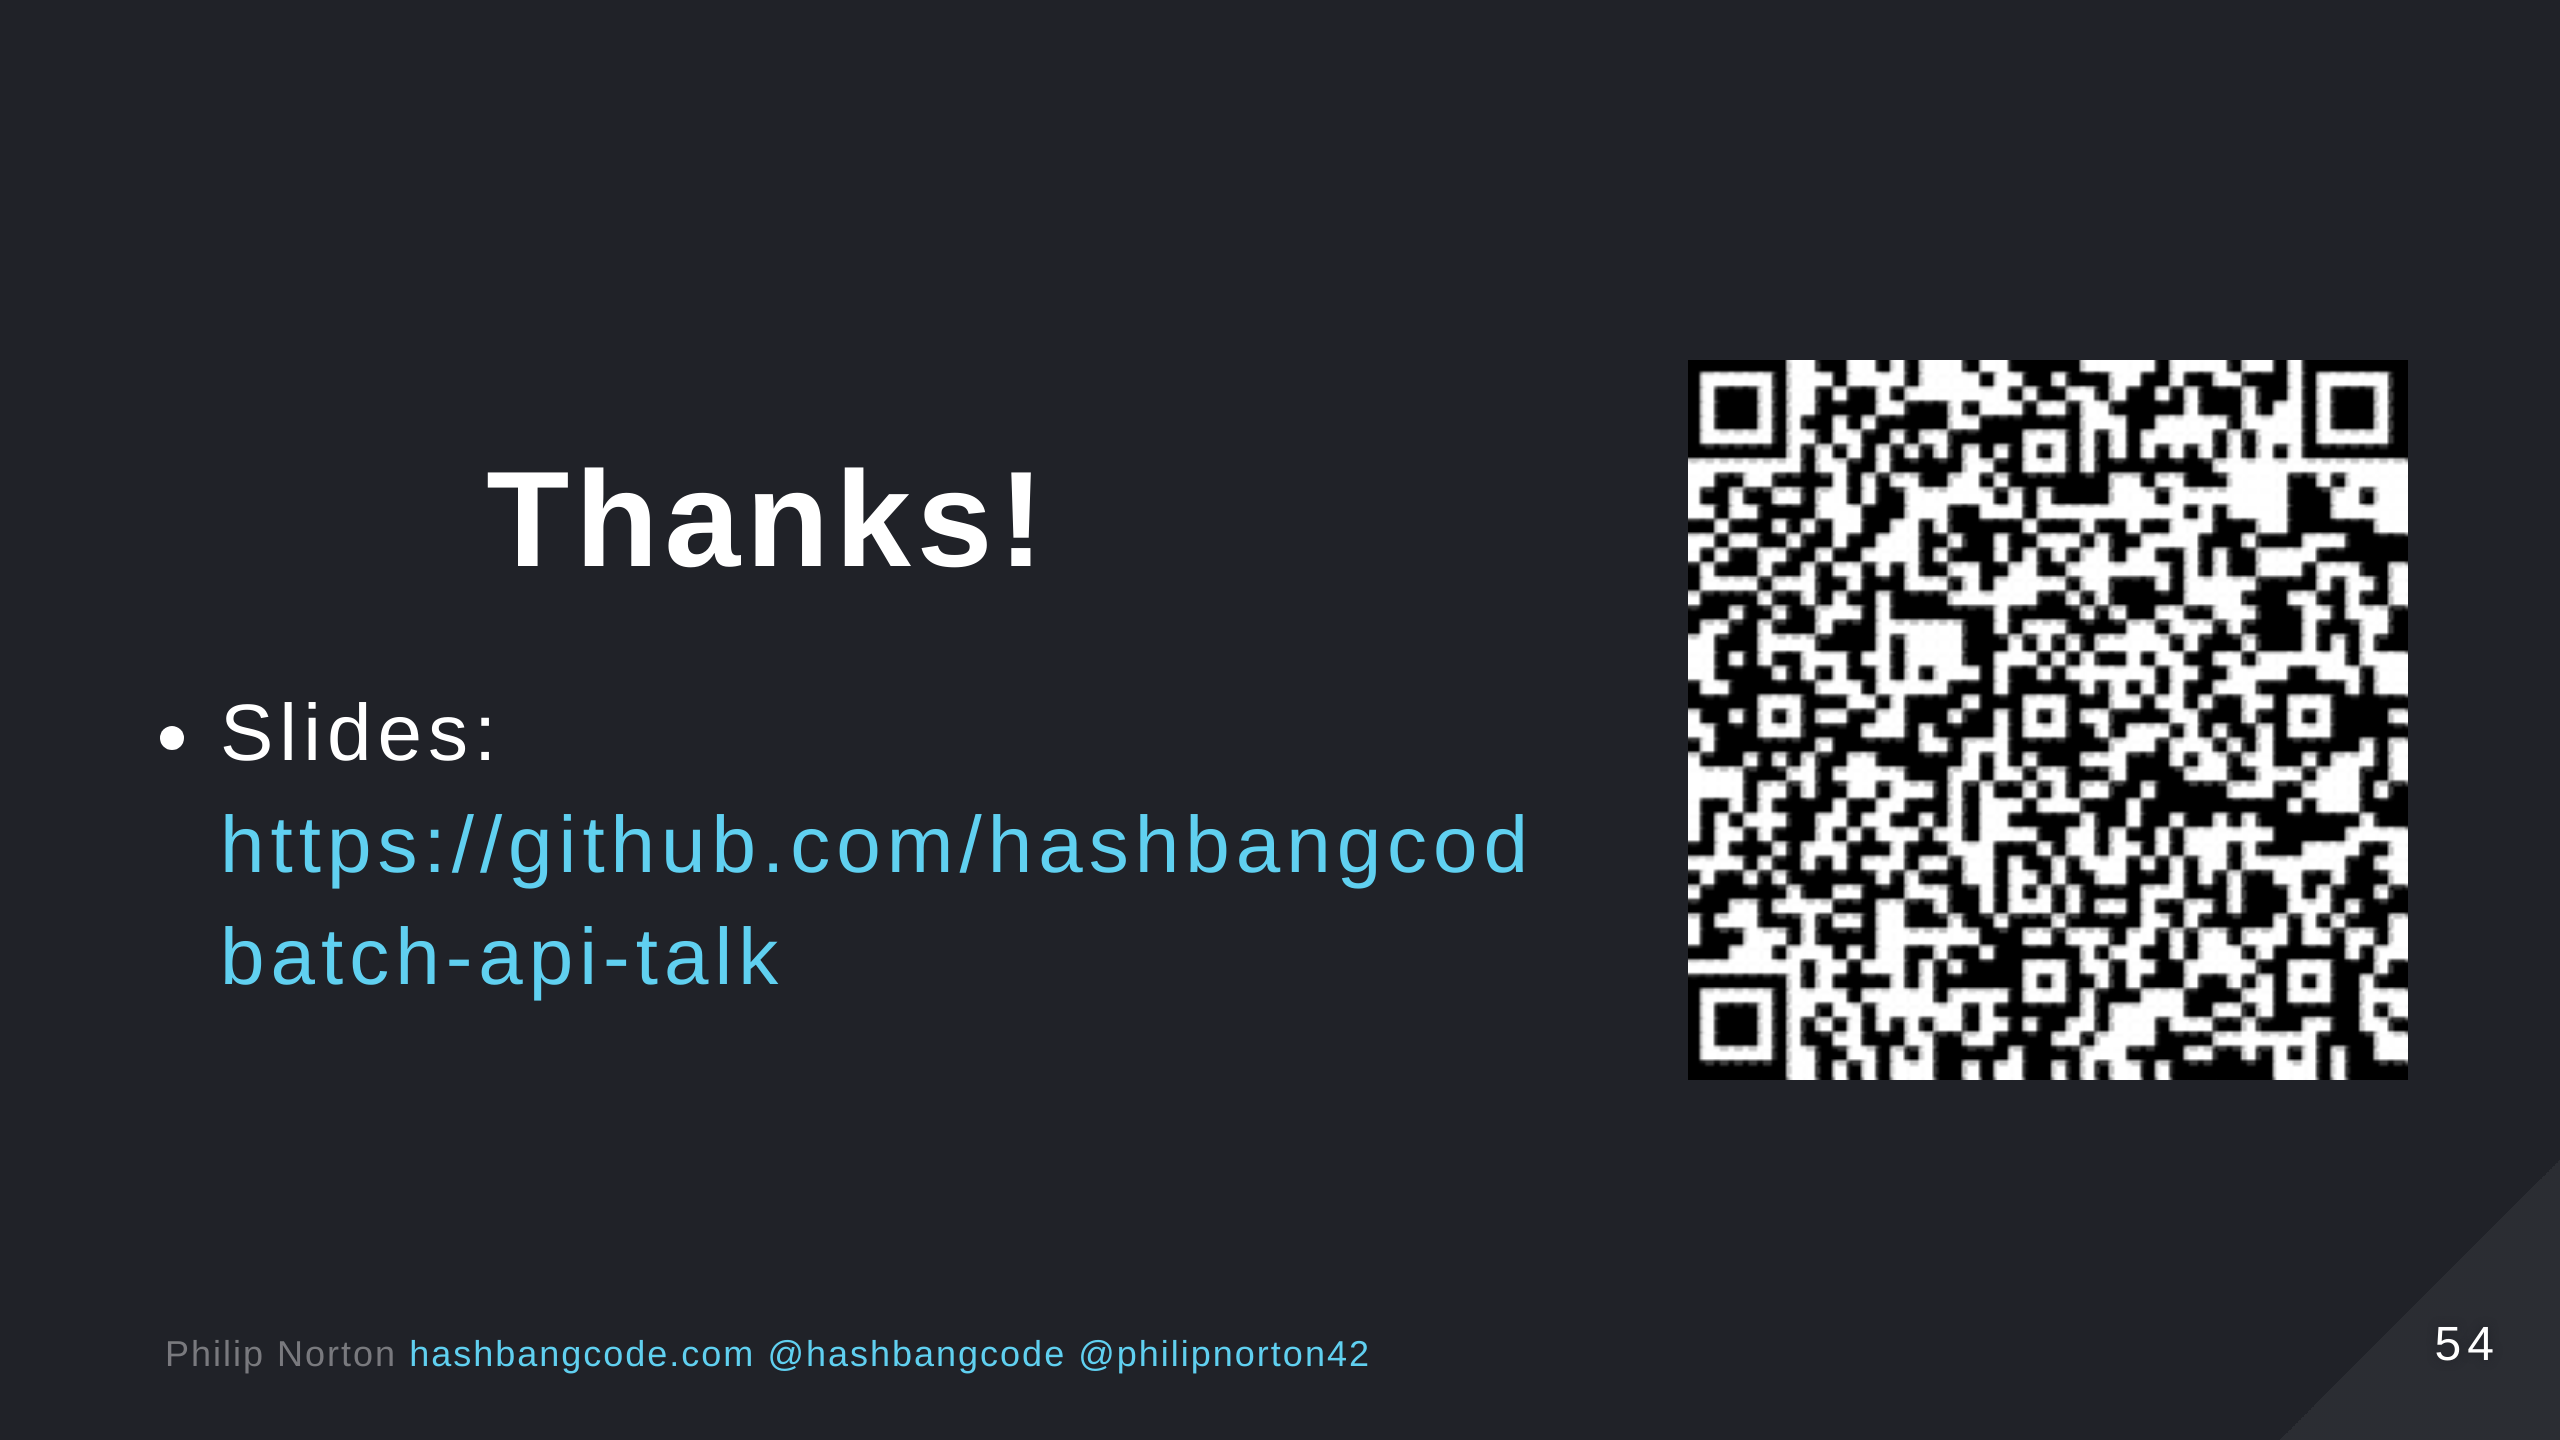 Thanks!
• Slides:
https://github.com/hashbangcod
batch-api-talk
Philip Norton hashbangcode.com @hashbangcode @philipnorton42
54